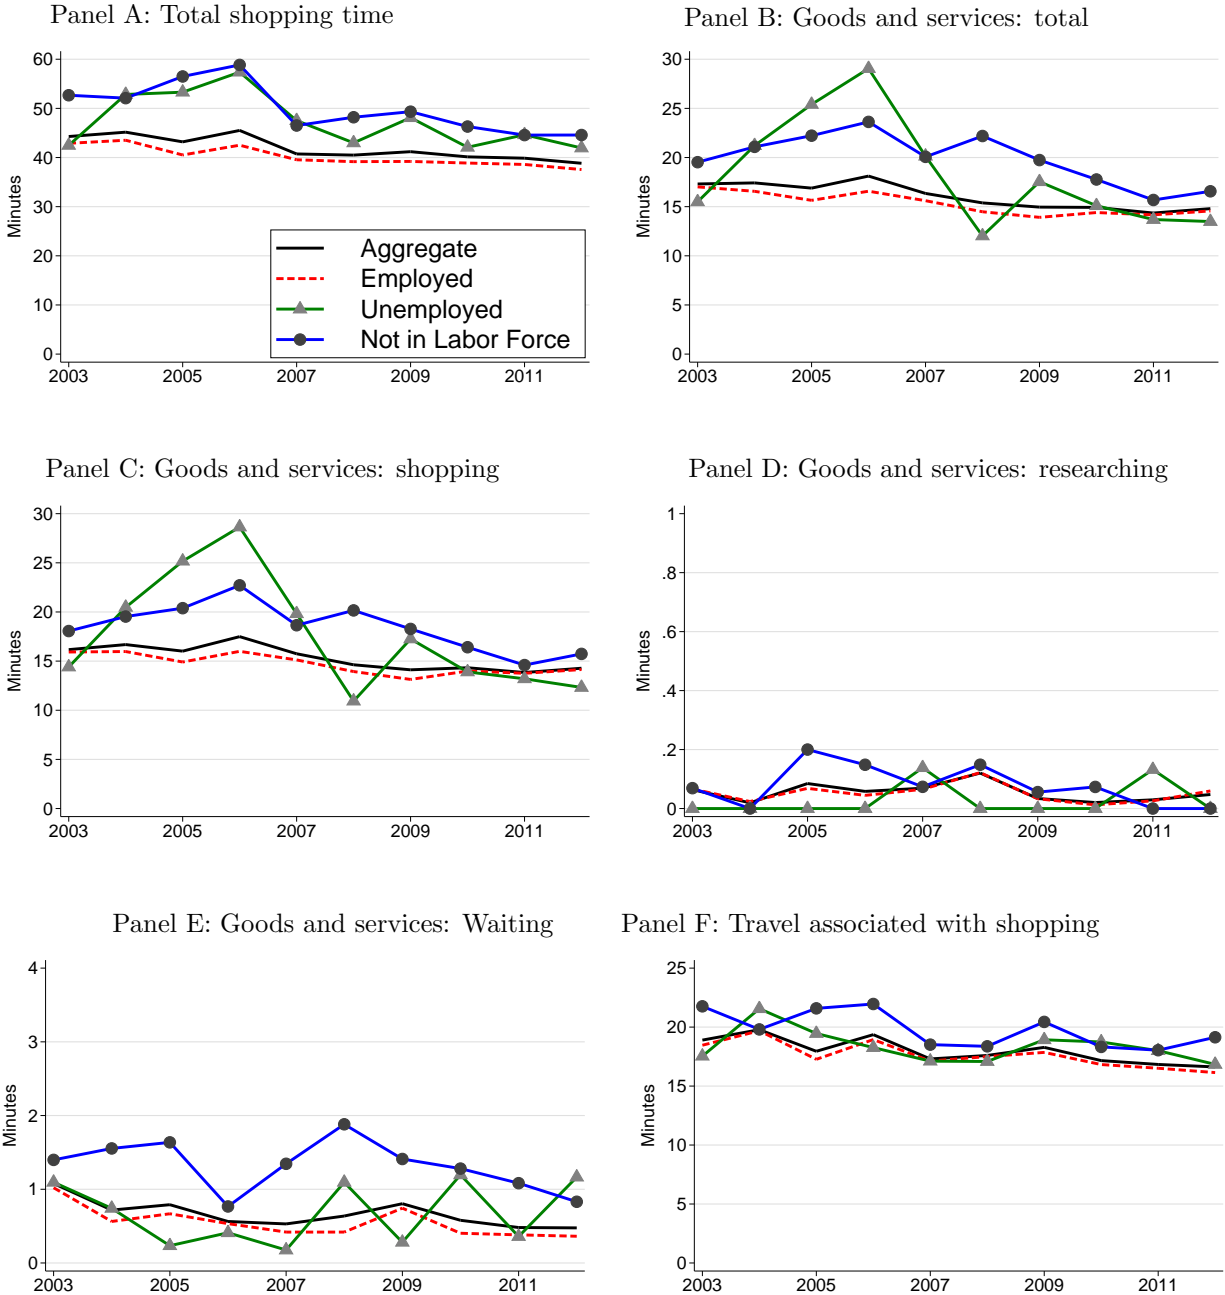 Panel A: Total shopping time
Minutes
60
50
40
30
20
10
0
2003 2005 2007 2009 2011
Aggregate
Employed
Unemployed
Not in Labor Force
Panel B: Goods and services: total
Minutes
30
25
20
15
10
5
0
2003 2005 2007 2009 2011
Panel C: Goods and services: shopping
Minutes
30
25
20
15
10
5
0
2003 2005 2007 2009 2011
Panel D: Goods and services: researching
Minutes
1
.8
.6
.4
.2
0
2003 2005 2007 2009 2011
Panel E: Goods and services: Waiting
Minutes
4
3
2
1
0
2003 2005 2007 2009 2011
Panel F: Travel associated with shopping
Minutes
25
20
15
10
5
0
2003 2005 2007 2009 2011